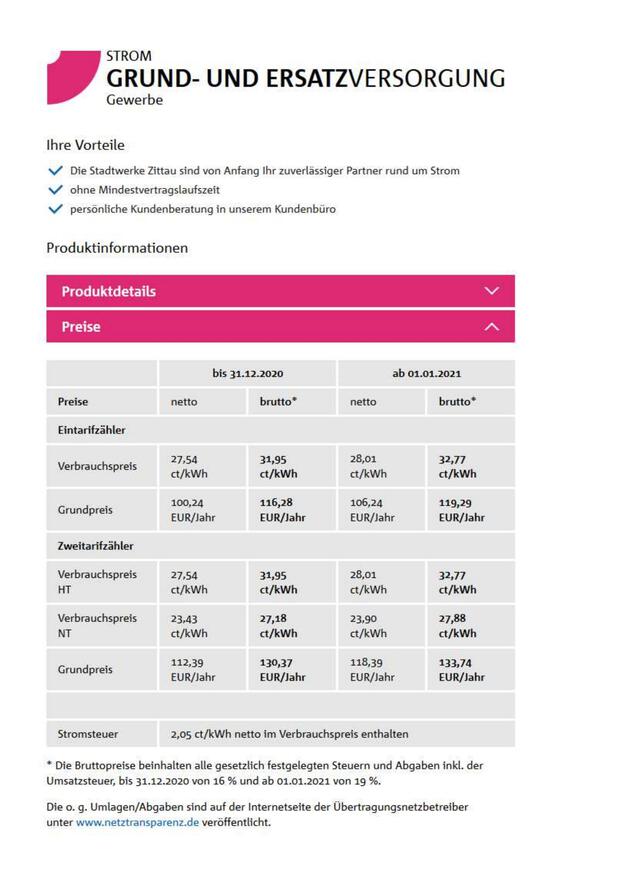 STROM
GRUND- UND ERSATZVERSORGUNG
Gewerbe
Ihre Vorteile
Die Stadtwerke Zittau sind von Anfang Ihr zuverlässiger Partner rund um Strom
ohne Mindestvertragslaufszeit
persönliche Kundenberatung in unserem Kundenbüro
Produktinformationen
Produktdetails
Preise
bis 31.12.2020 ab 01.01.2021
Preise netto brutto* netto brutto*
Eintarifzähler
Verbrauchspreis 27,54 ct/kWh 31,95 ct/kWh 28,01 ct/kWh 32,77 ct/kWh
Grundpreis 100,24 EUR/Jahr 116,28 EUR/Jahr 106,24 EUR/Jahr 119,29 EUR/Jahr
Zweitarifzähler
Verbrauchspreis HT 27,54 ct/kWh 31,95 ct/kWh 28,01 ct/kWh 32,77 ct/kWh
Verbrauchspreis NT 23,43 ct/kWh 27,18 ct/kWh 23,90 ct/kWh 27,88 ct/kWh
Grundpreis 112,39 EUR/Jahr 130,37 EUR/Jahr 118,39 EUR/Jahr 133,74 EUR/Jahr
Stromsteuer 2,05 ct/kWh netto im Verbrauchspreis enthalten
* Die Bruttopreise beinhalten alle gesetzlich festgelegten Steuern und Abgaben inkl. der
Umsatzsteuer, bis 31.12.2020 von 16 % und ab 01.01.2021 von 19 %.
Die o. g. Umlagen/Abgaben sind auf der Internetseite der Übertragungsnetzbetreiber
unter www.netztransparenz.de veröffentlicht.